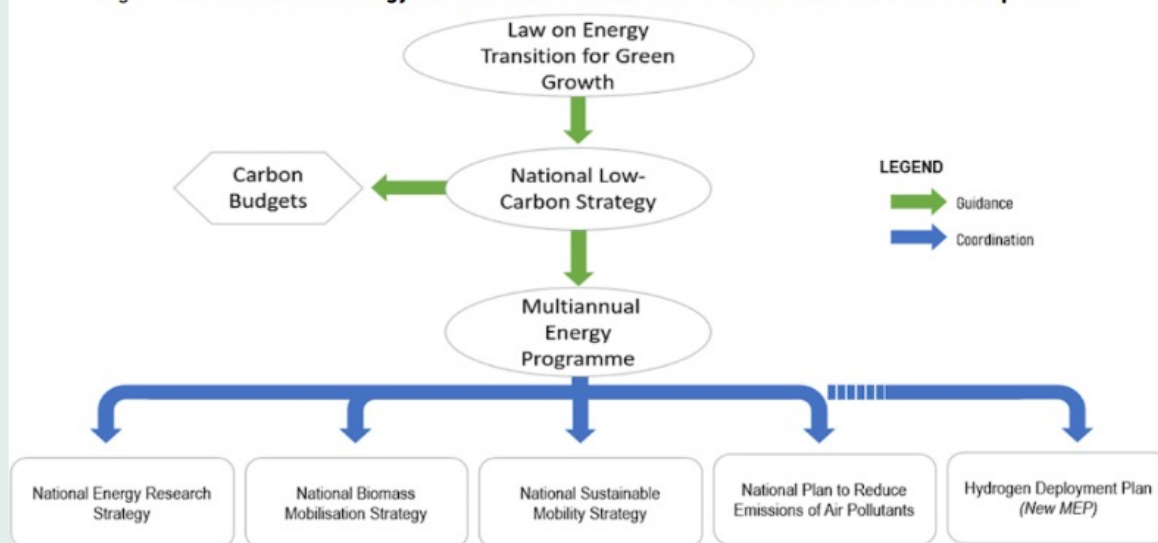 Law on Energy
Transition for Green
Growth
Carbon
Budgets
National Low-
Carbon Strategy
LEGEND
Guidance
Coordination
Multiannual
Energy
Programme
National Energy Research
Strategy
National Biomass
Mobilisation Strategy
National Sustainable
Mobility Strategy
National Plan to Reduce
Emissions of Air Pollutants
Hydrogen Deployment Plan
(New MEP)